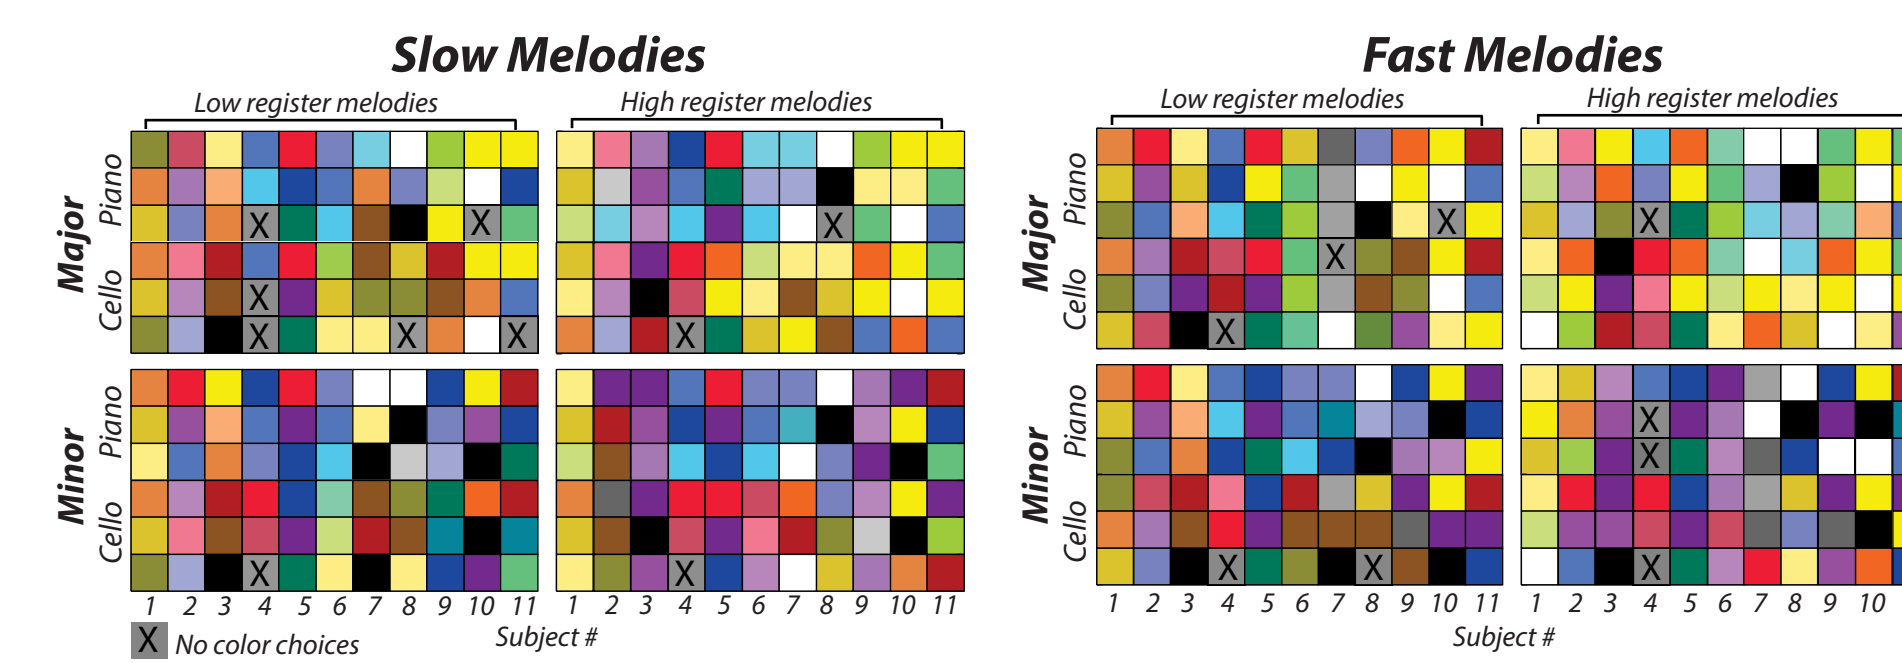 Slow Melodies
Fast Melodies
Low register melodies
High register melodies
Low register melodies
High register melodies
Major
Piano
X X X
Cello
X
X X X X
Minor
Piano
Cello
X X
Major
Piano
X X
Cello
X
X
Minor
Piano
X
X
Cello
X X X
1 2 3 4 5 6 7 8 9 10 11
1 2 3 4 5 6 7 8 9 10 11
1 2 3 4 5 6 7 8 9 10 11
1 2 3 4 5 6 7 8 9 10
X No color choices
Subject #
Subject #